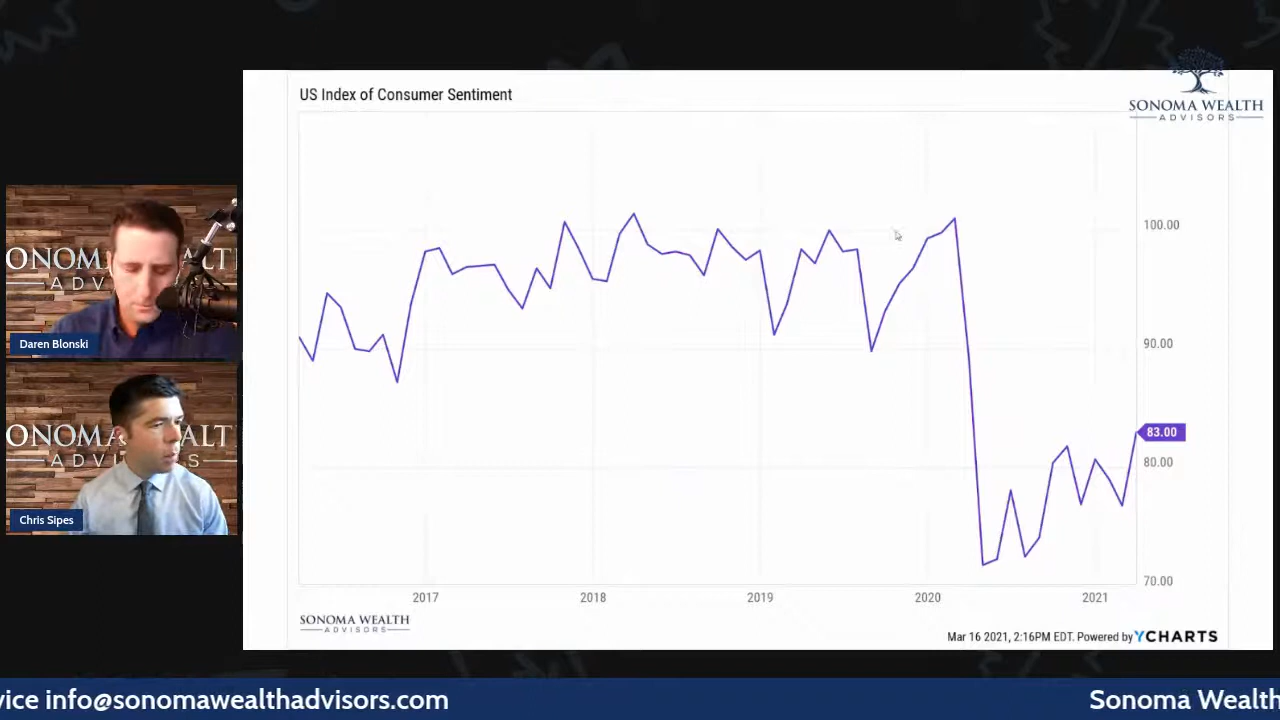 US Index of Consumer Sentiment
SONOMA WEALTH
ADVISORS
100.00
90.00
83.00
80.00
70.00
2017 2018 2019 2020 2021
SONOMA WEALTH
ADVISORS
Mar 16 2021, 2:16PM EDT. Powered by YCHARTS
Daren Blonski
Chris Sipes
vice info@sonomawealthadvisors.com
Sonoma Wealth